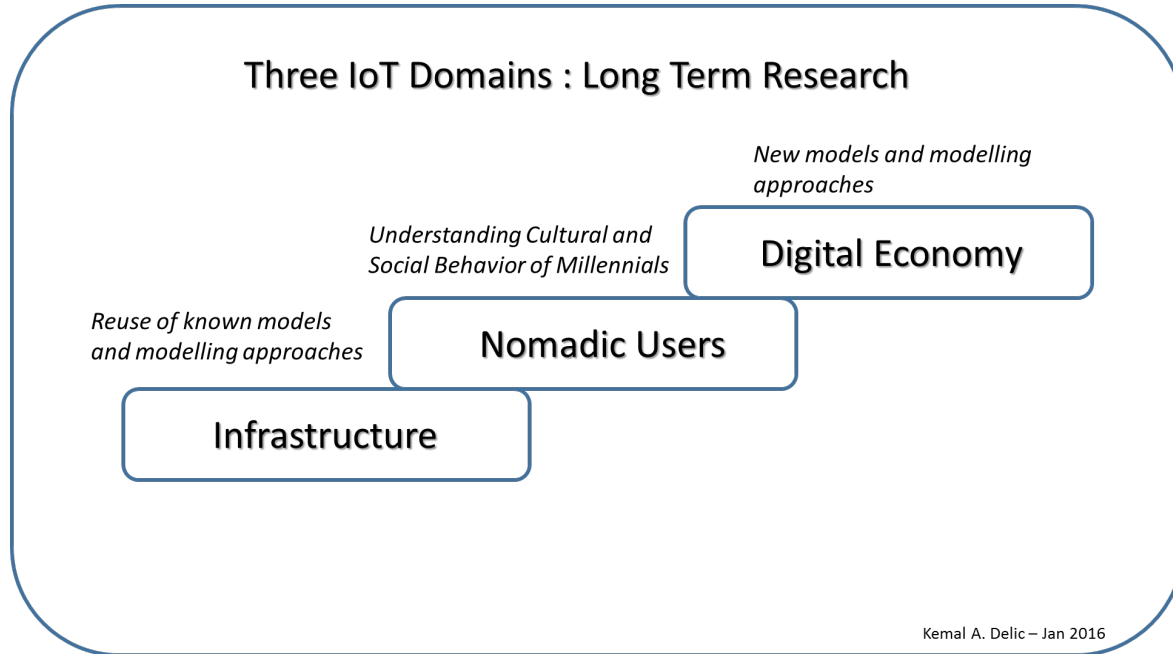 Three IoT Domains : Long Term Research
New models and modelling
approaches
Digital Economy
Understanding Cultural and
Social Behavior of Millennials
Nomadic Users
Reuse of known models
and modelling approaches
Infrastructure
Kemal A. Delic – Jan 2016